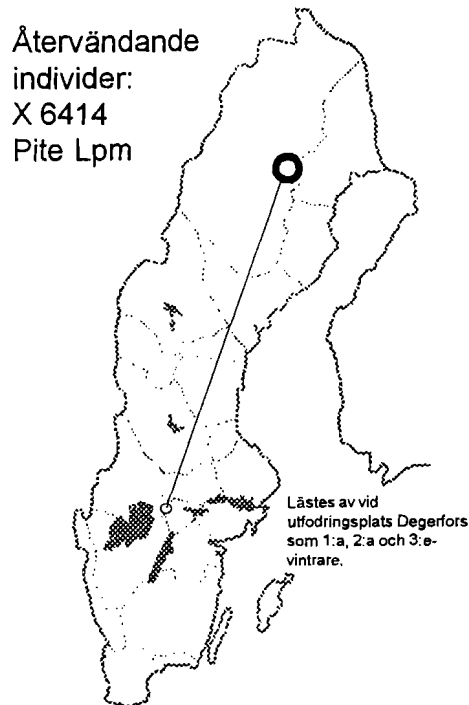 Återvändande
individer:
X 6414
Pite Lpm
Lästes av vid
utfodringsplats Degerfors
som 1:a, 2:a och 3:e-
vintrare.